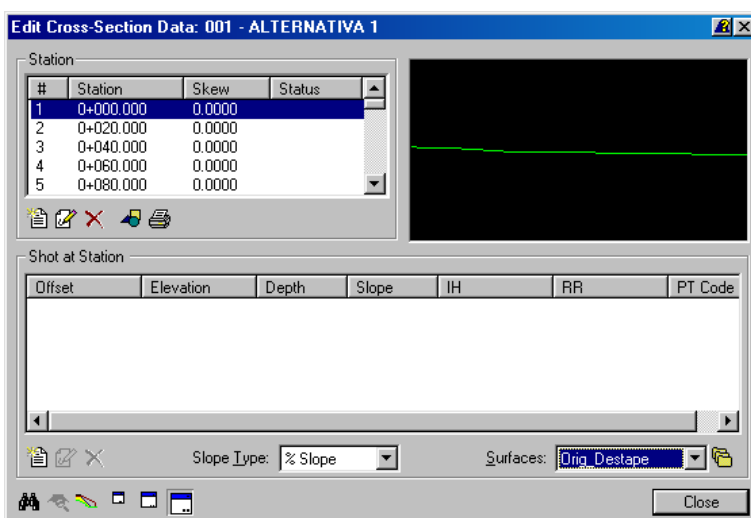 Edit Cross-Section Data: 001 - ALTERNATIVA 1
Station
# Station Skew Status
1 0+000.000 0.0000
2 0+020.000 0.0000
3 0+040.000 0.0000
4 0+060.000 0.0000
5 0+080.000 0.0000
Shot at Station
Offset Elevation Depth Slope IH RR PT Code
Slope Type: % Slope Surfaces: Orig_Destape
Close